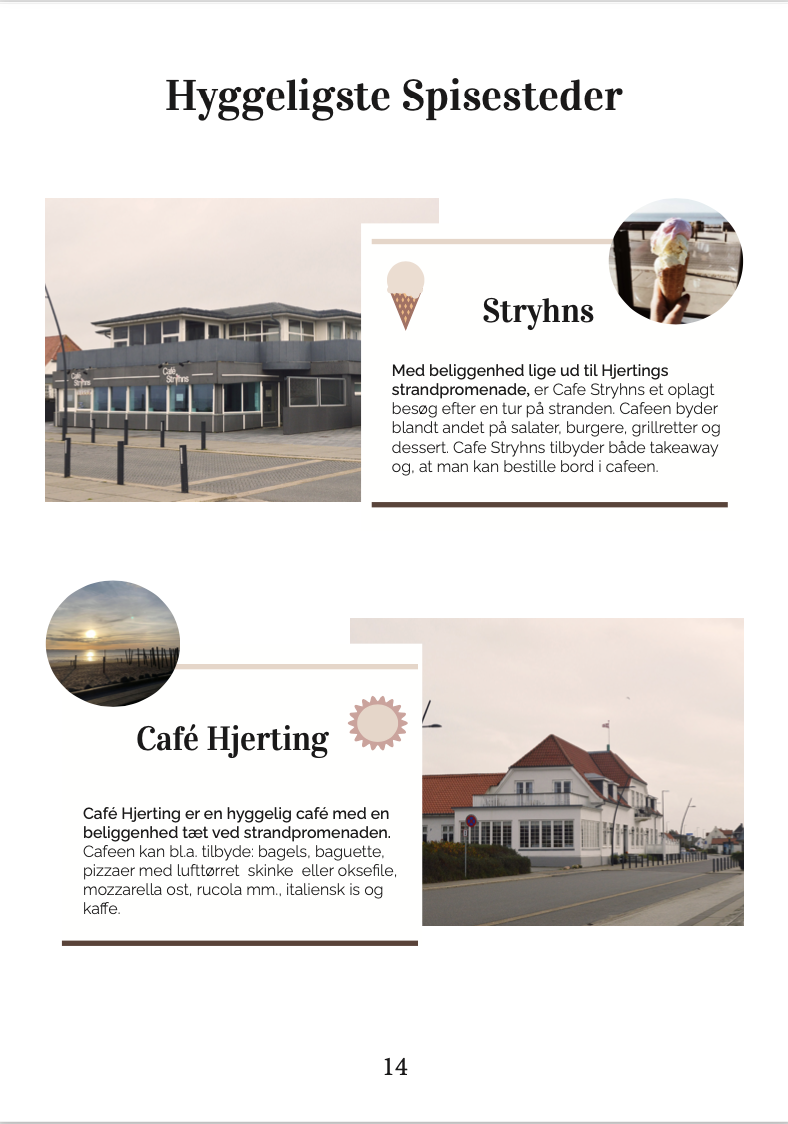 Hyggeligste Spisesteder
Café
Stryhns
Café
Stryhns
Stryhns
Med beliggenhed lige ud til Hjertings
strandpromenade, er Cafe Stryhns et oplagt
besøg efter en tur på stranden. Cafeen byder
blandt andet på salater, burgere, grillretter og
dessert. Cafe Stryhns tilbyder både takeaway
og, at man kan bestille bord i cafeen.
Café Hjerting
Café Hjerting er en hyggelig café med en
beliggenhed tæt ved strandpromenaden.
Cafeen kan bl.a. tilbyde: bagels, baguette,
pizzaer med lufttørret  skinke  eller oksefile,
mozzarella ost, rucola mm., italiensk is og
kaffe.
14